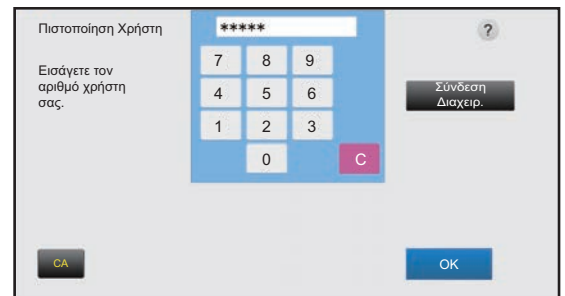 Πιστοποίηση Χρήστη
*****
?
Εισάγετε τον
αριθμό χρήστη
σας.
7 8 9
4 5 6
1 2 3
0 C
Σύνδεση
Διαχειρ.
CA
OK